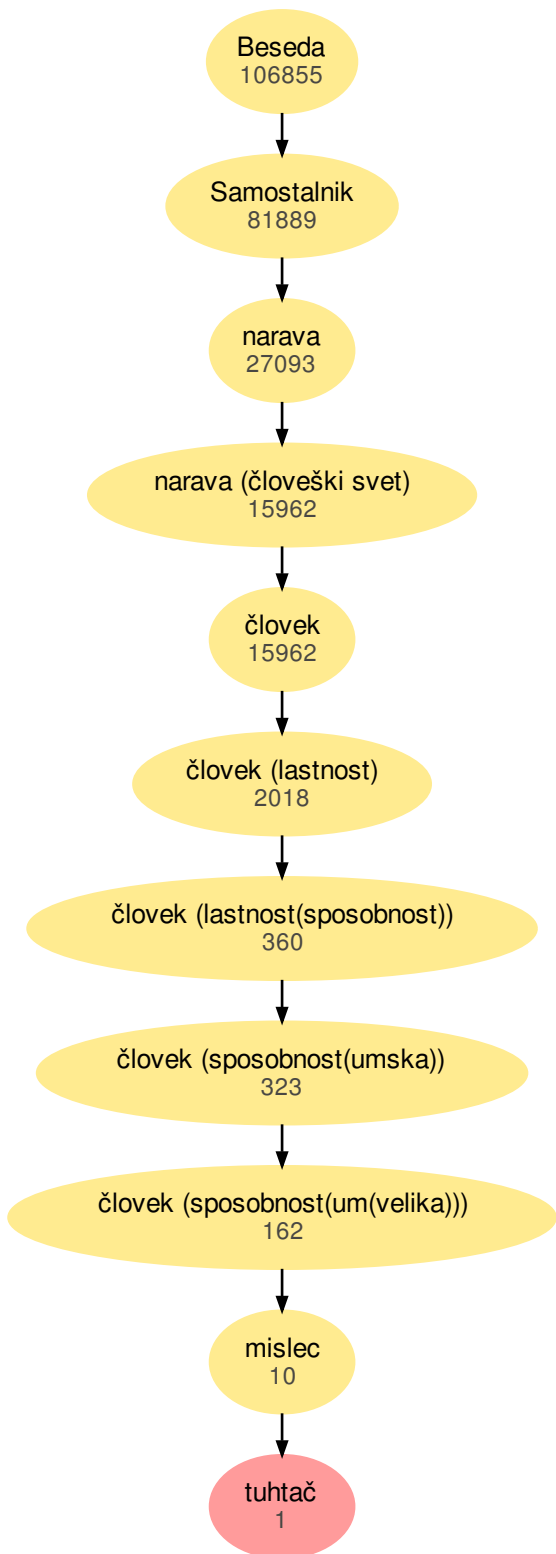 Beseda
106855
Samostalnik
81889
narava
27093
narava (človeški svet)
15962
človek
15962
človek (lastnost)
2018
človek (lastnost(sposobnost))
360
človek (sposobnost(umska))
323
človek (sposobnost(um(velika)))
162
mislec
10
tuhtač
1